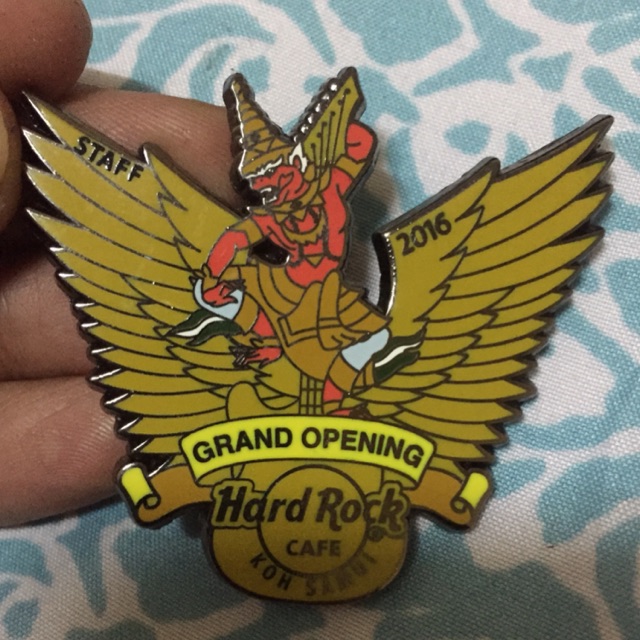 STAFF
2016
GRAND OPENING
Hard Rock
CAFE
KOH SAMUI